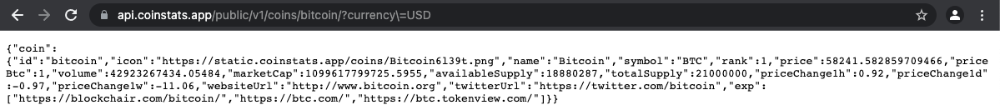 api.coinstats.app/public/v1/coins/bitcoin/?currency\=USD
{"coin":
{"id":"bitcoin","icon":"https://static.coinstats.app/coins/Bitcoin6l39t.png","name":"Bitcoin","symbol":"BTC","rank":1,"price":58241.582859709466,"price
Btc":1,"volume":42923267434.05484,"marketCap":1099617799725.5955,"availableSupply":18880287,"totalSupply":21000000,"priceChange1h":0.92,"priceChange1d"
:-0.97,"priceChange1w":-11.06,"websiteUrl":"http://www.bitcoin.org","twitterUrl":"https://twitter.com/bitcoin","exp":
["https://blockchair.com/bitcoin/","https://btc.com/","https://btc.tokenview.com/"]}}